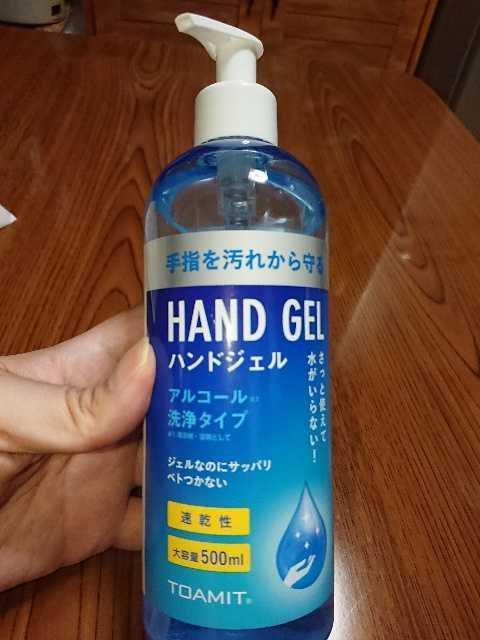 手指を汚れから守る
HAND GEL
ハンドジェル
さっと使えて
水がいらない！
アルコール
洗浄タイプ
ジェルなのにサッパリ
ベトつかない
速乾性
大容量500ml
TOAMIT®